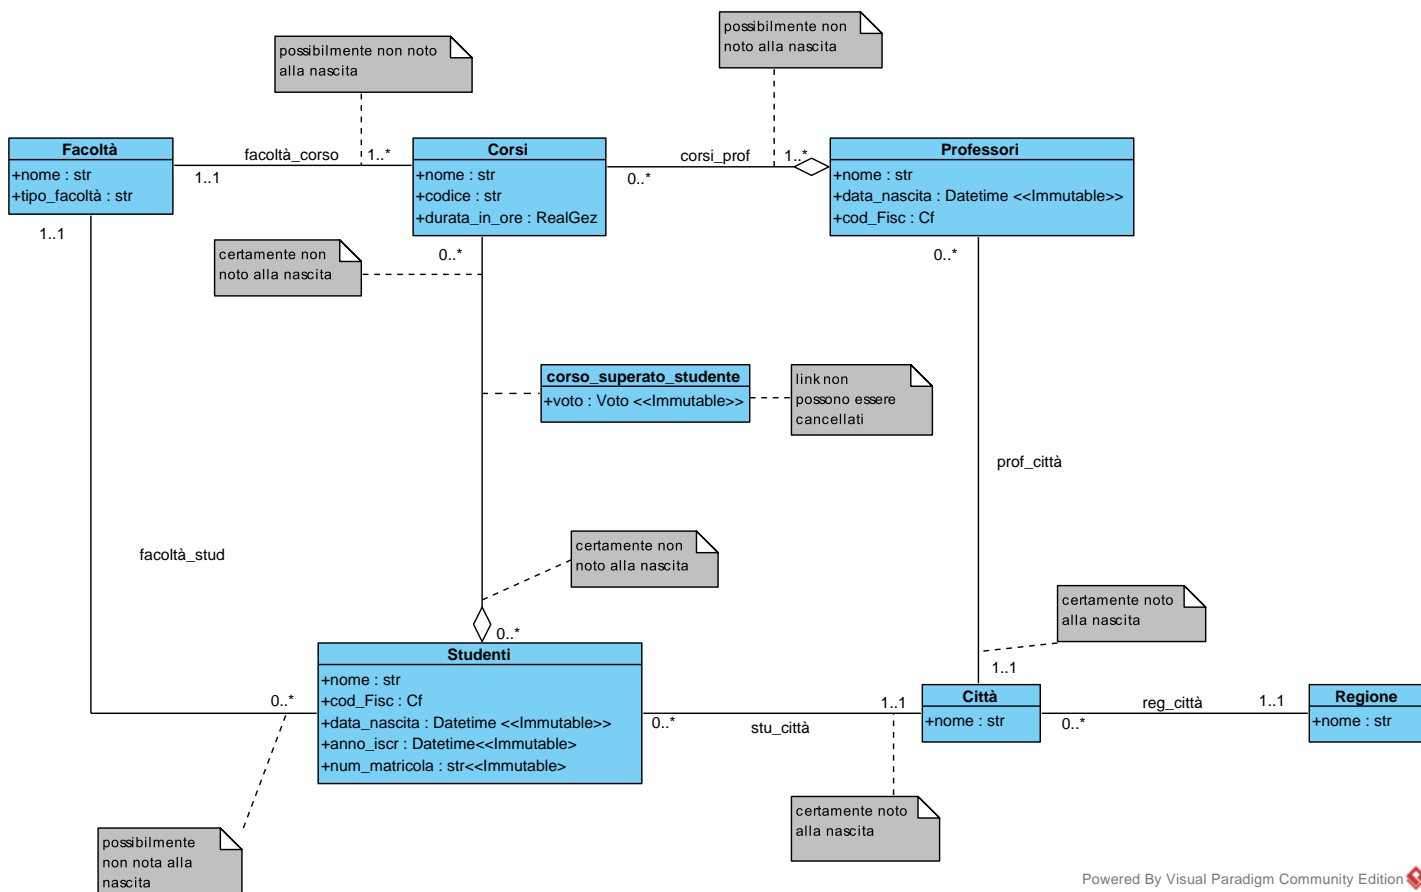 possibilmente non noto
alla nascita
possibilmente non
noto alla nascita
Facoltà
+nome : str
+tipo_facoltà : str
facoltà_corso
1..1
1..*
Corsi
+nome : str
+codice : str
+durata_in_ore : RealGez
corsi_prof
0..*
1..*
Professori
+nome : str
+data_nascita : Datetime <<Immutable>>
+cod_Fisc : Cf
1..1
certamente non
noto alla nascita
0..*
0..*
corso_superato_studente
+voto : Voto <<Immutable>>
link non
possono essere
cancellati
prof_città
facoltà_stud
certamente non
noto alla nascita
certamente noto
alla nascita
0..*
Studenti
+nome : str
+cod_Fisc : Cf
+data_nascita : Datetime <<Immutable>>
+anno_iscr : Datetime<<Immutable>
+num_matricola : str<<Immutable>
0..*
0..*
stu_città
1..1
1..1
Città
+nome : str
0..*
reg_città
1..1
Regione
+nome : str
certamente noto
alla nascita
possibilmente
non nota alla
nascita
Powered By Visual Paradigm Community Edition